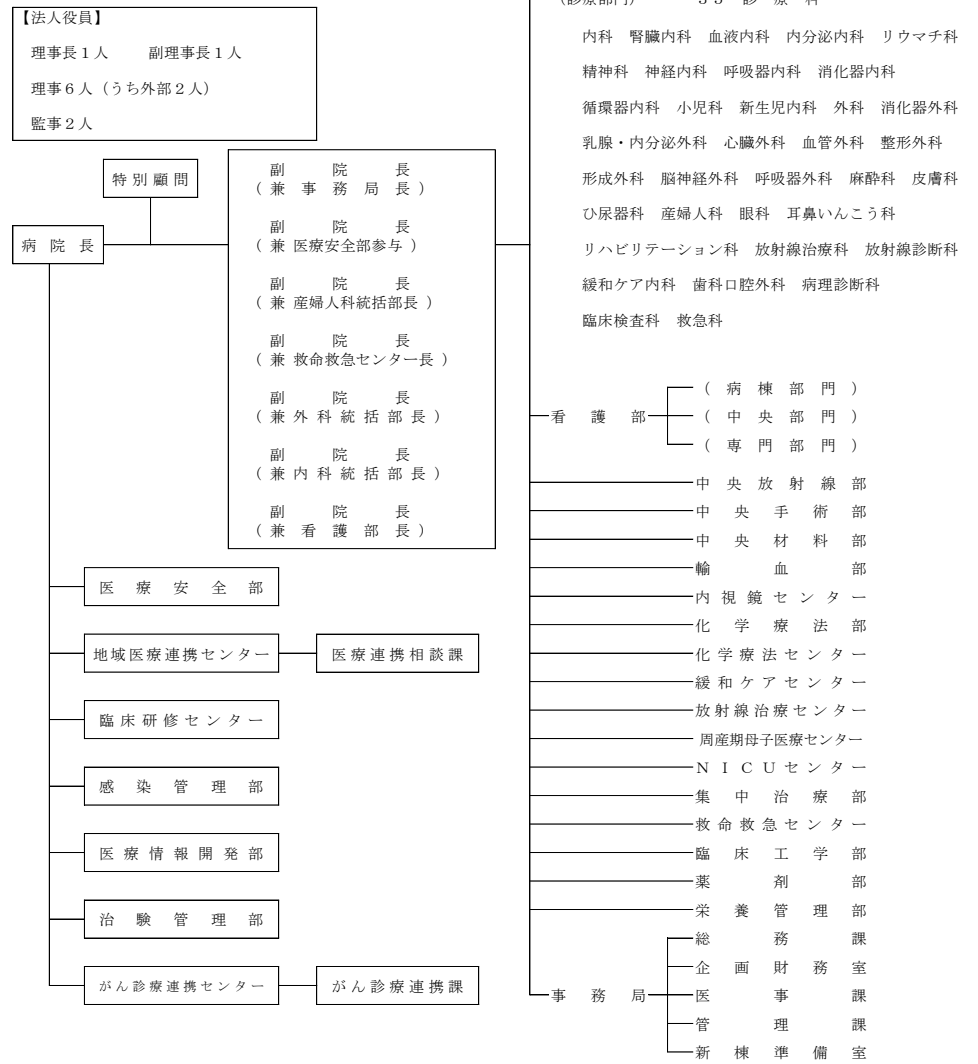 (診療部門) 35 診 療 科
【法人役員】
理事長1人 副理事長1人
理事6人(うち外部2人)
監事2人
内科 腎臓内科 血液内科 内分泌内科 リウマチ科
精神科 神経内科 呼吸器内科 消化器内科
循環器内科 小児科 新生児内科 外科 消化器外科
乳腺・内分泌外科 心臓外科 血管外科 整形外科
形成外科 脳神経外科 呼吸器外科 麻酔科 皮膚科
ひ尿器科 産婦人科 眼科 耳鼻いんこう科
リハビリテーション科 放射線治療科 放射線診断科
緩和ケア内科 歯科口腔外科 病理診断科
臨床検査科 救急科
特別顧問
病 院 長
副 院 長
(兼 事 務 局 長)
副 院 長
(兼 医療安全部参与)
副 院 長
(兼 産婦人科統括部長)
副 院 長
(兼 救命救急センター長)
副 院 長
(兼 外 科 統 括 部 長)
副 院 長
(兼 内 科 統 括 部 長)
副 院 長
(兼 看 護 部 長)
医 療 安 全 部
地域医療連携センター
医療連携相談課
臨床研修センター
感 染 管 理 部
医療情報開発部
治 験 管 理 部
がん診療連携センター
がん診療連携課
看 護 部
( 病 棟 部 門 )
( 中 央 部 門 )
( 専 門 部 門 )
中 央 放 射 線 部
中 央 手 術 部
中 央 材 料 部
輸 血 部
内視鏡センター
化 学 療 法 部
化学療法センター
緩和ケアセンター
放射線治療センター
周産期母子医療センター
NICUセンター
集 中 治 療 部
救命救急センター
臨 床 工 学 部
薬 剤 部
栄 養 管 理 部
事 務 局
総 務 課
企 画 財 務 室
医 事 課
管 理 課
新 棟 準 備 室